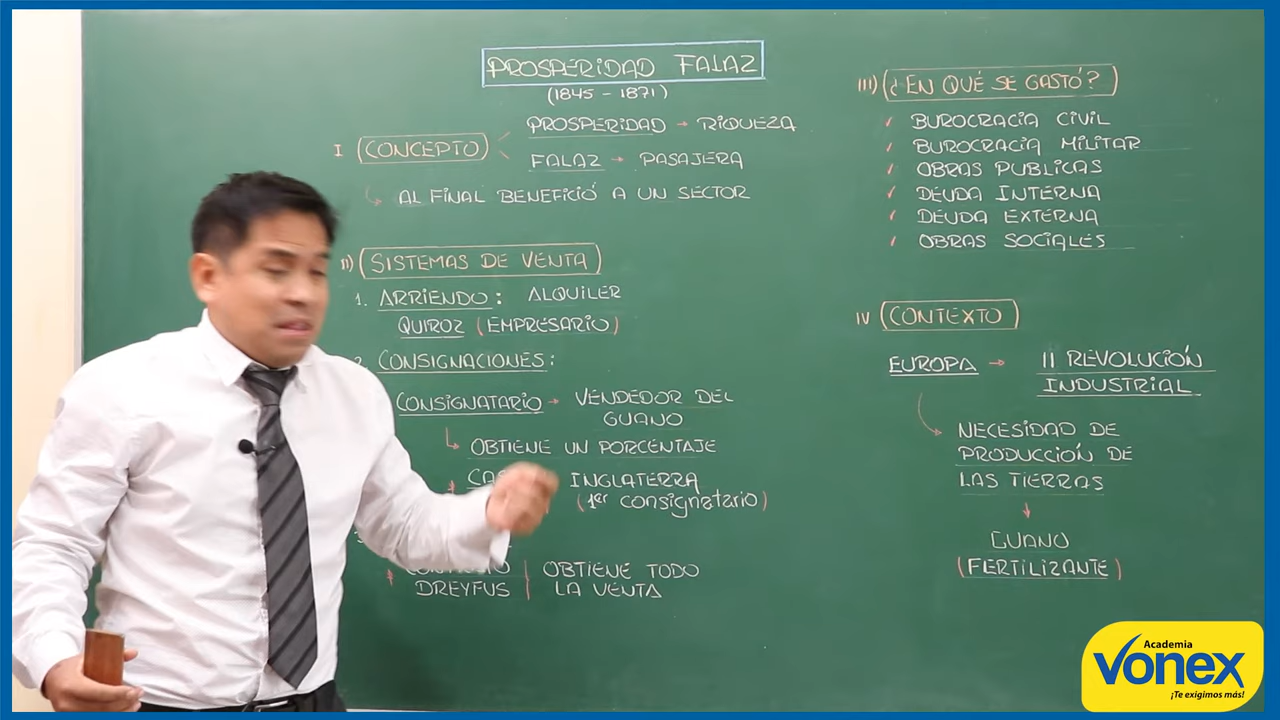 PROSPERIDAD FALAZ
(1845 - 1871)
I (CONCEPTO)
PROSPERIDAD → RIQUEZA
FALAZ → PASAJERA
AL FINAL BENEFICIÓ A UN SECTOR
II) (SISTEMAS DE VENTA)
1. ARRIENDO: ALQUILER
QUIROZ (EMPRESARIO)
2. CONSIGNACIONES:
CONSIGNATARIO → VENDEDOR DEL
GUANO
OBTIENE UN PORCENTAJE
INGLATERRA
(1er consignatario)
DREYFUS
OBTIENE TODO
LA VENTA
III) (¿EN QUÉ SE GASTÓ?)
BUROCRACIA CIVIL
BUROCRACIA MILITAR
OBRAS PUBLICAS
DEUDA INTERNA
DEUDA EXTERNA
OBRAS SOCIALES
IV (CONTEXTO)
EUROPA → II REVOLUCIÓN
INDUSTRIAL
NECESIDAD DE
PRODUCCIÓN DE
LAS TIERRAS
GUANO
(FERTILIZANTE)
Academia
Vonex
¡Te exigimos más!